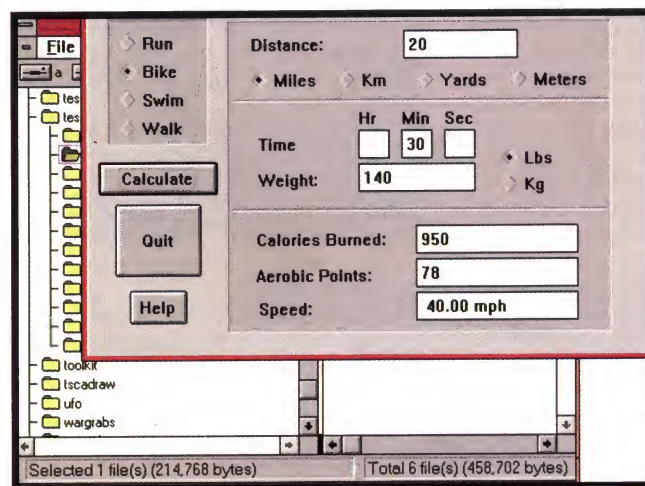 File
a
tes
tes
toolkit
tscadraw
ufo
wargrabs
Selected 1 file(s) (214,768 bytes)
Total 6 file(s) (458,702 bytes)
Run
Bike
Swim
Walk
Calculate
Quit
Help
Distance: 20
Miles Km Yards Meters
Hr Min Sec
Time 30
Lbs
Weight: 140
Kg
Calories Burned: 950
Aerobic Points: 78
Speed: 40.00 mph